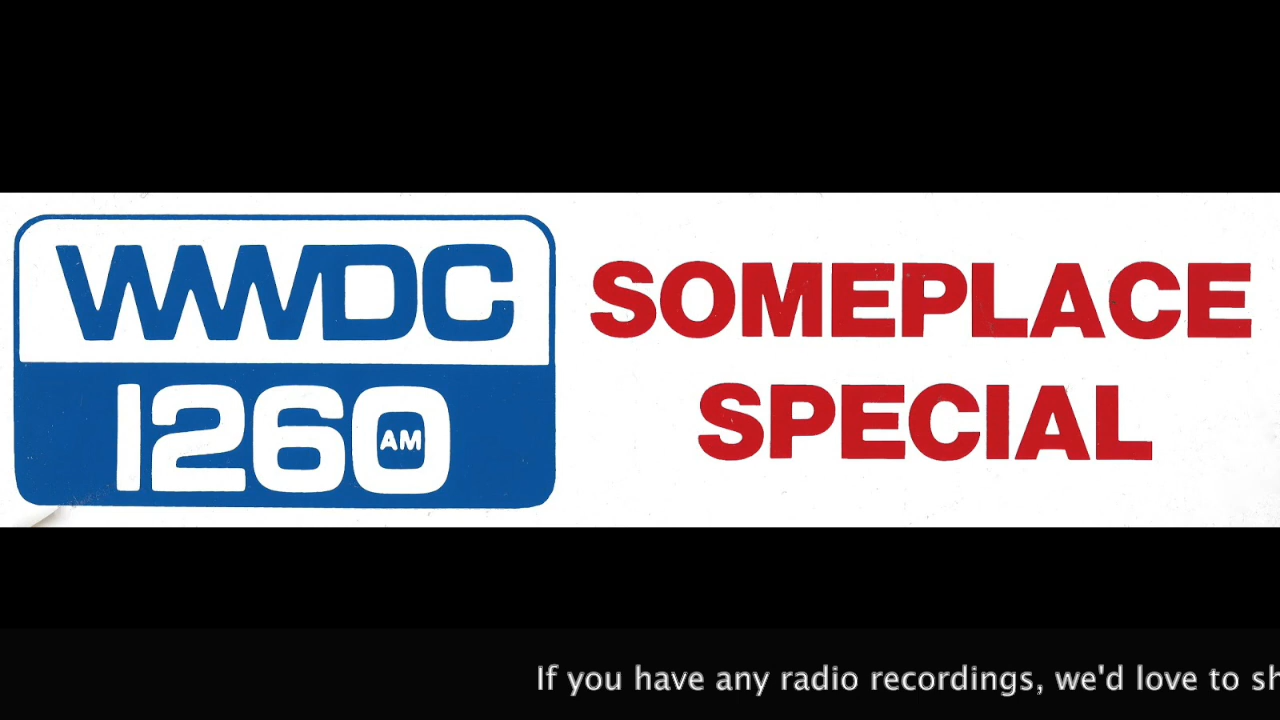 WWDC
1260 AM
SOMEPLACE
SPECIAL
If you have any radio recordings, we'd love to